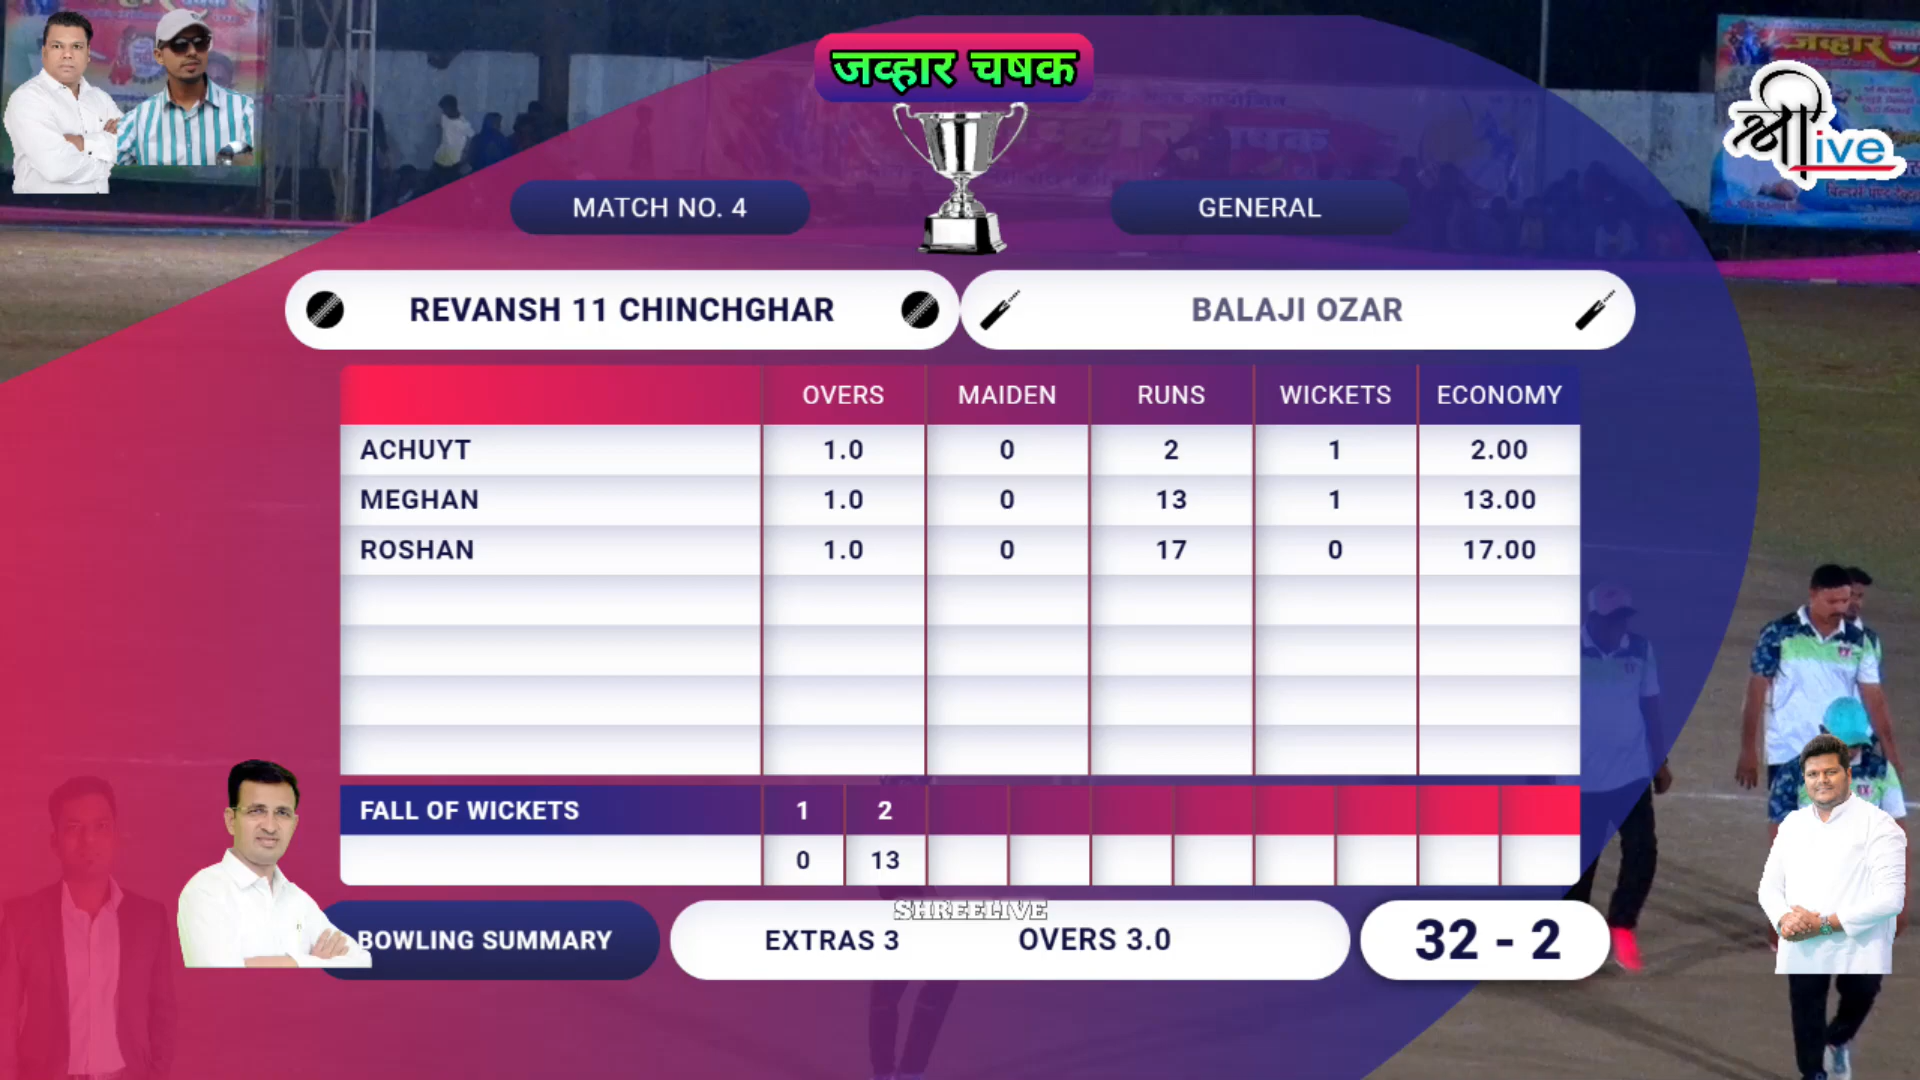 जव्हार चषक
जव्हार
श्री live
MATCH NO. 4
GENERAL
REVANSH 11 CHINCHGHAR
BALAJI OZAR
OVERS MAIDEN RUNS WICKETS ECONOMY
ACHUYT 1.0 0 2 1 2.00
MEGHAN 1.0 0 13 1 13.00
ROSHAN 1.0 0 17 0 17.00
FALL OF WICKETS 1 2
0 13
SHREELIVE
BOWLING SUMMARY
EXTRAS 3 OVERS 3.0
32 - 2